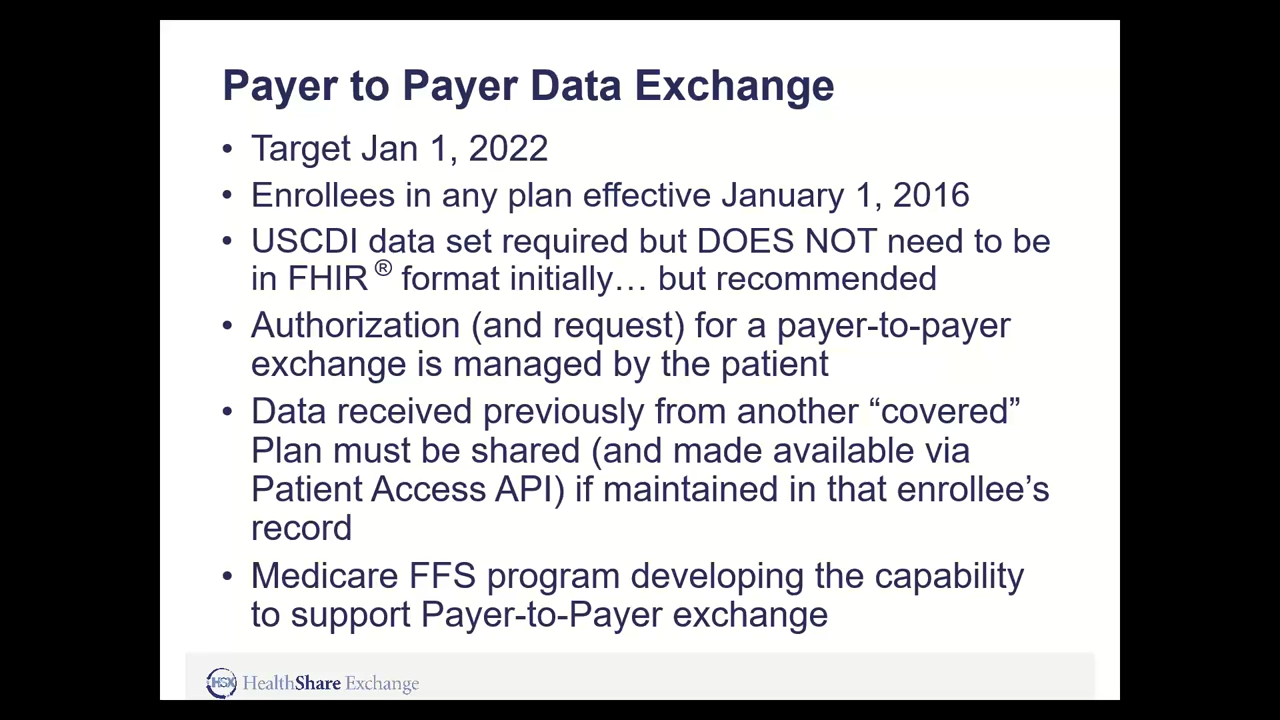 Payer to Payer Data Exchange
• Target Jan 1, 2022
• Enrollees in any plan effective January 1, 2016
• USCDI data set required but DOES NOT need to be
in FHIR ® format initially… but recommended
• Authorization (and request) for a payer-to-payer
exchange is managed by the patient
• Data received previously from another “covered”
Plan must be shared (and made available via
Patient Access API) if maintained in that enrollee’s
record
• Medicare FFS program developing the capability
to support Payer-to-Payer exchange
HSX HealthShare Exchange